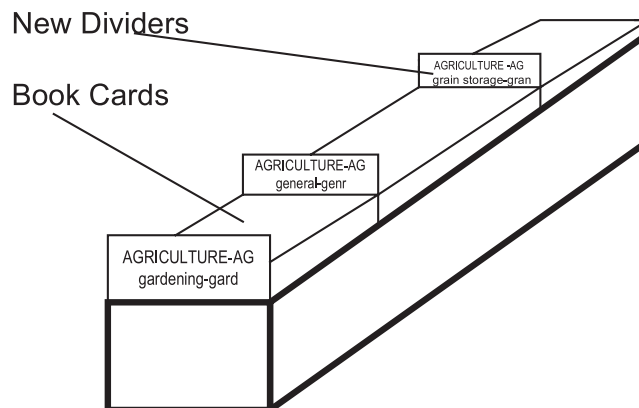 New Dividers
AGRICULTURE -AG
grain storage-gran
Book Cards
AGRICULTURE-AG
general-genr
AGRICULTURE-AG
gardening-gard